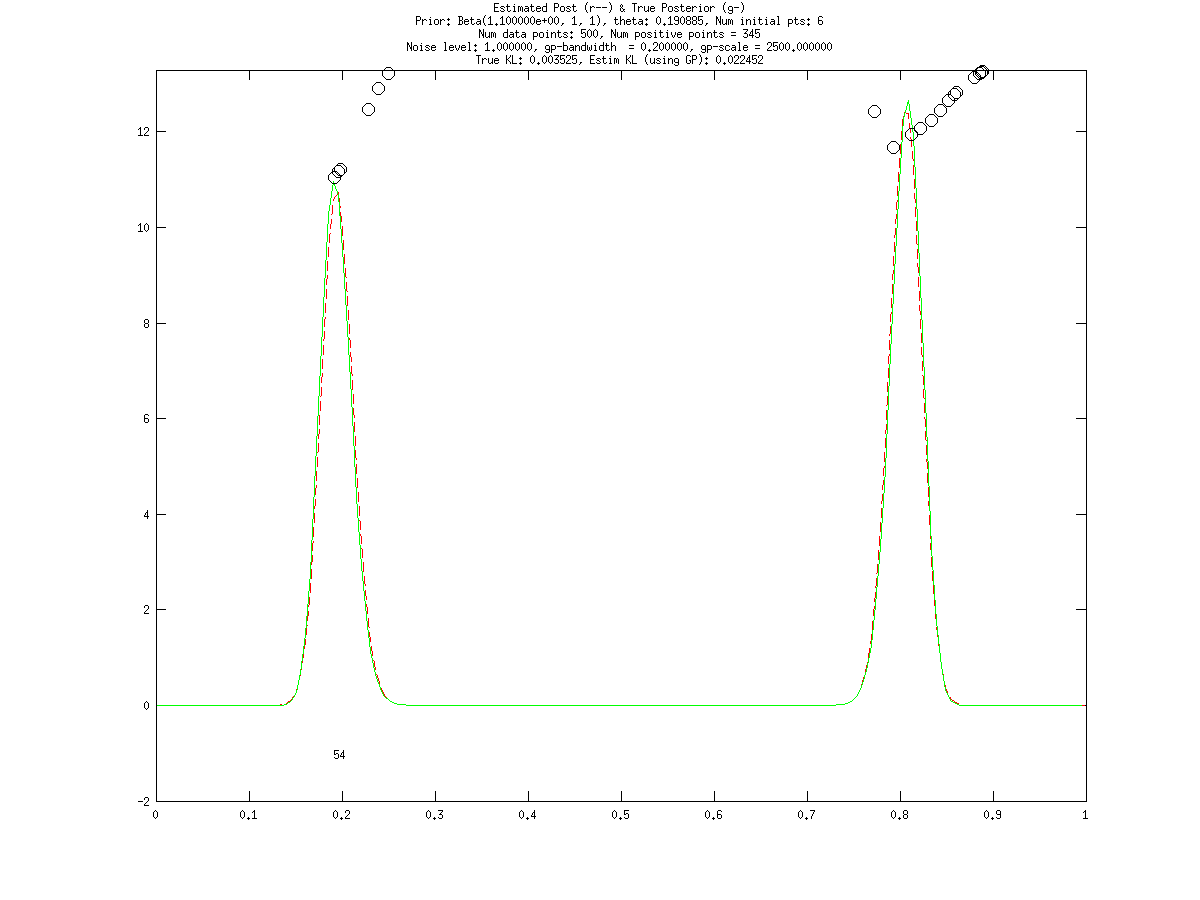 Estimated Post (r--) & True Posterior (g-)
Prior: Beta(1.100000e+00, 1, 1), theta: 0.190885, Num initial pts: 6
Num data points: 500, Num positive points = 345
Noise level: 1.000000, gp-bandwidth  = 0.200000, gp-scale = 2500.000000
True KL: 0.003525, Estim KL (using GP): 0.022452
12
10
8
6
4
2
0
54
-2
0 0.1 0.2 0.3 0.4 0.5 0.6 0.7 0.8 0.9 1